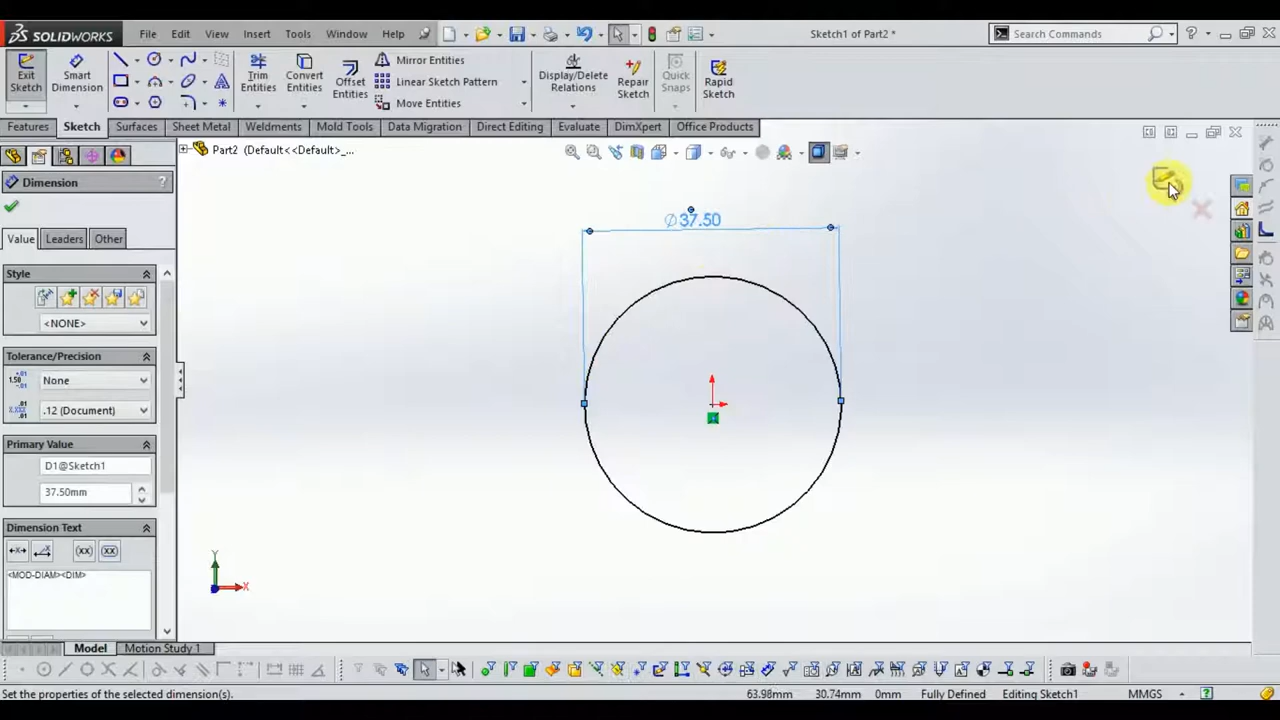 SOLIDWORKS File Edit View Insert Tools Window Help Sketch1 of Part2 * Search Commands
Exit Sketch
Smart Dimension
Trim Entities
Convert Entities
Offset Entities
Mirror Entities
Linear Sketch Pattern
Move Entities
Display/Delete Relations
Repair Sketch
Quick Snaps
Rapid Sketch
Features Sketch Surfaces Sheet Metal Weldments Mold Tools Data Migration Direct Editing Evaluate DimXpert Office Products
Part2 (Default<<Default>_...
Dimension ?
Value Leaders Other
Style
<NONE>
Tolerance/Precision
None
.12 (Document)
Primary Value
D1@Sketch1
37.50mm
Dimension Text
<MOD-DIAM><DIM>
∅37.50
Y
X
Model Motion Study 1
Set the properties of the selected dimension(s). 63.98mm 30.74mm 0mm Fully Defined Editing Sketch1 MMGS